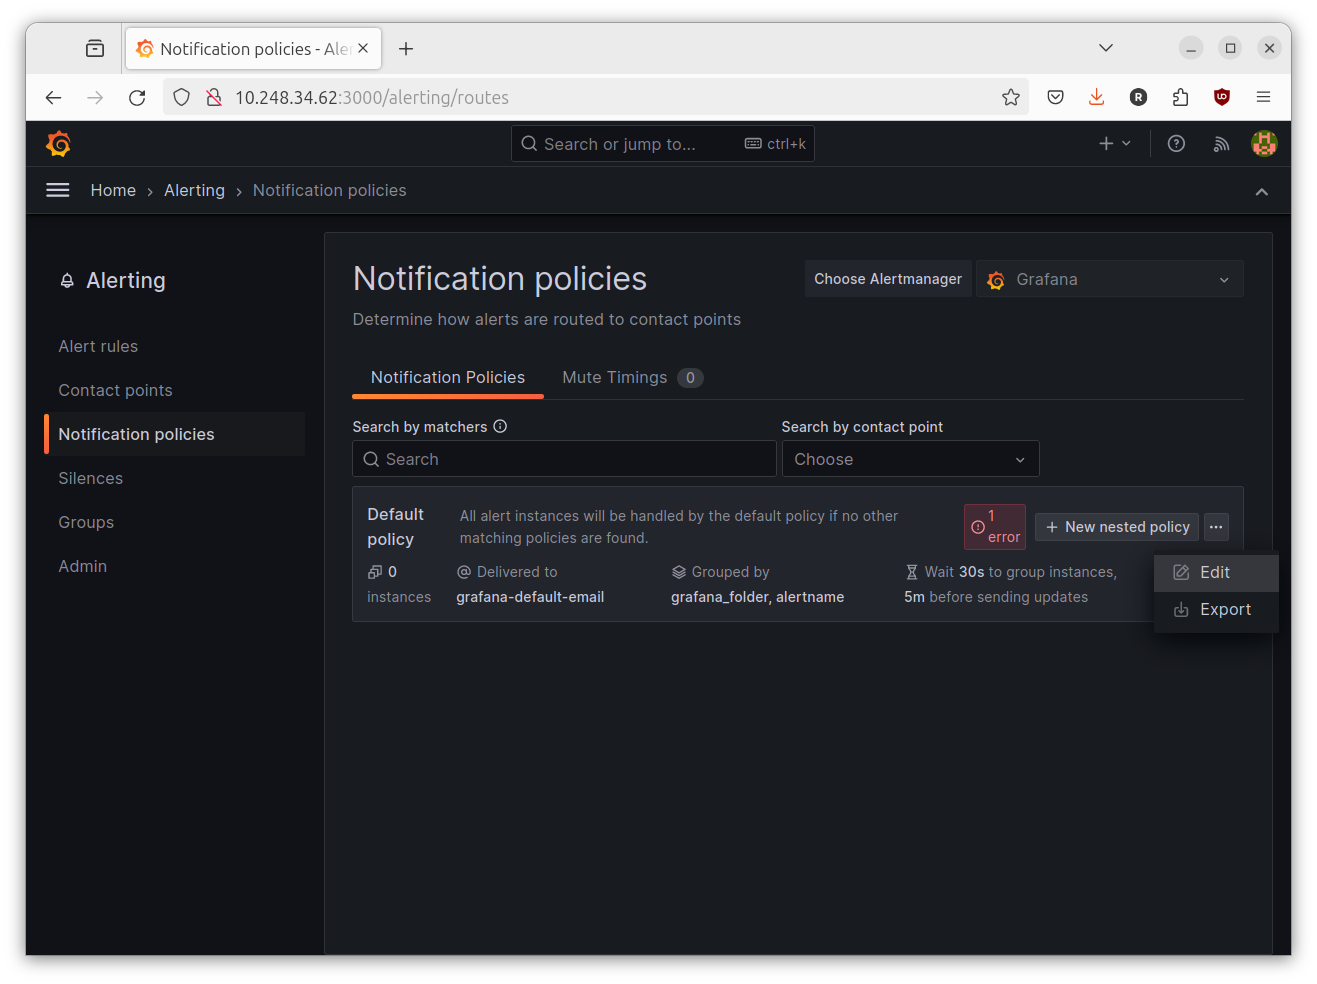 Notification policies - Ale
10.248.34.62:3000/alerting/routes
R
Search or jump to... ctrl+k
Home › Alerting › Notification policies
Alerting
Alert rules
Contact points
Notification policies
Silences
Groups
Admin
Notification policies
Choose Alertmanager
Grafana
Determine how alerts are routed to contact points
Notification Policies
Mute Timings 0
Search by matchers
Search by contact point
Search
Choose
Default
policy
All alert instances will be handled by the default policy if no other
matching policies are found.
1
error
New nested policy
0
instances
Delivered to
grafana-default-email
Grouped by
grafana_folder, alertname
Wait 30s to group instances,
5m before sending updates
Edit
Export